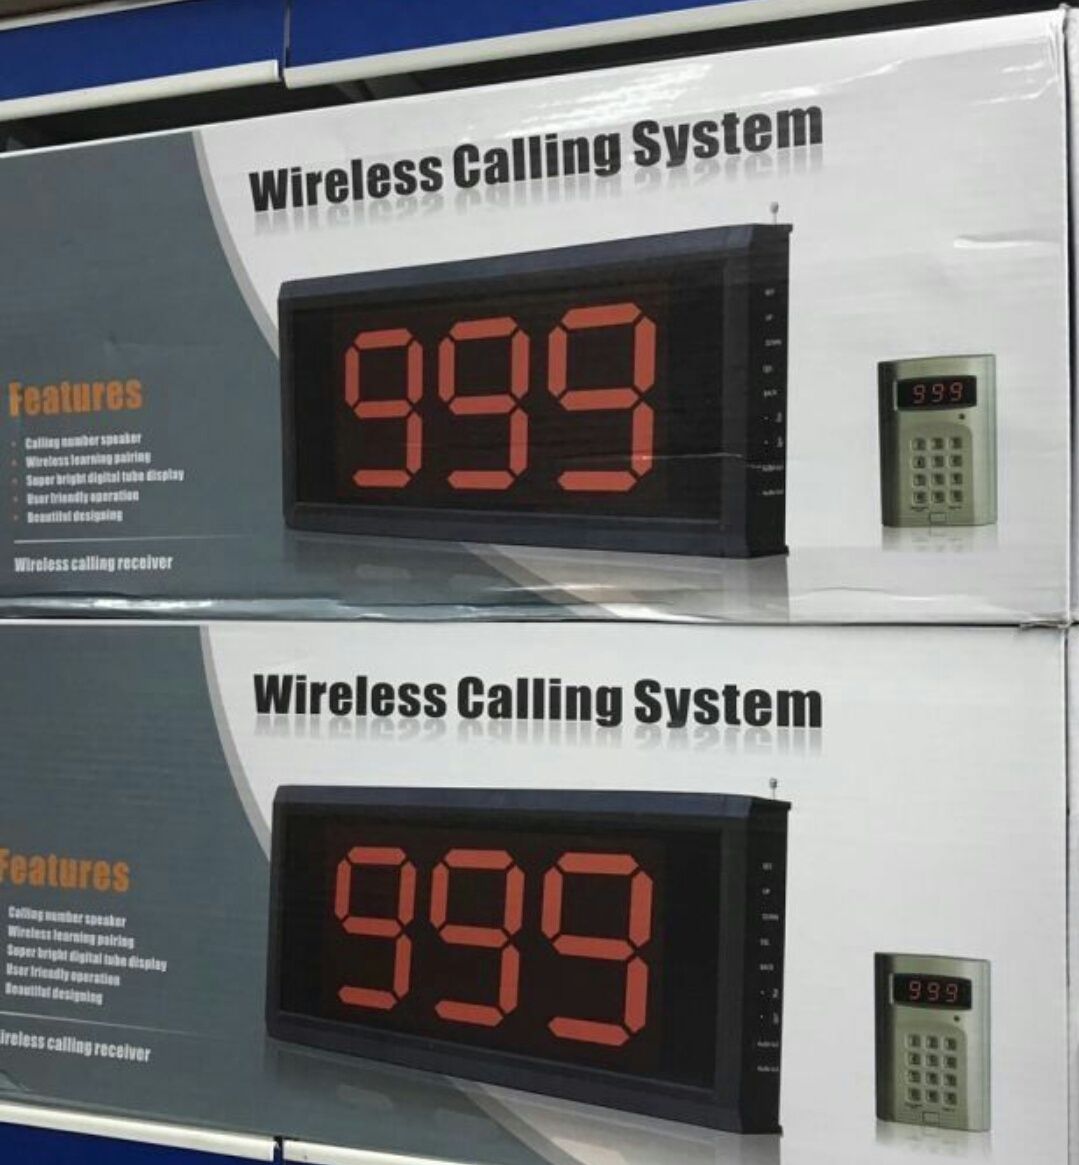 Wireless Calling System
999
999
Features
Calling number speaker
Wireless learning pairing
Super bright digital tube display
User friendly operation
Beautiful designing
Wireless calling receiver
Wireless Calling System
999
999
Features
Calling number speaker
Wireless learning pairing
Super bright digital tube display
User friendly operation
Beautiful designing
ireless calling receiver